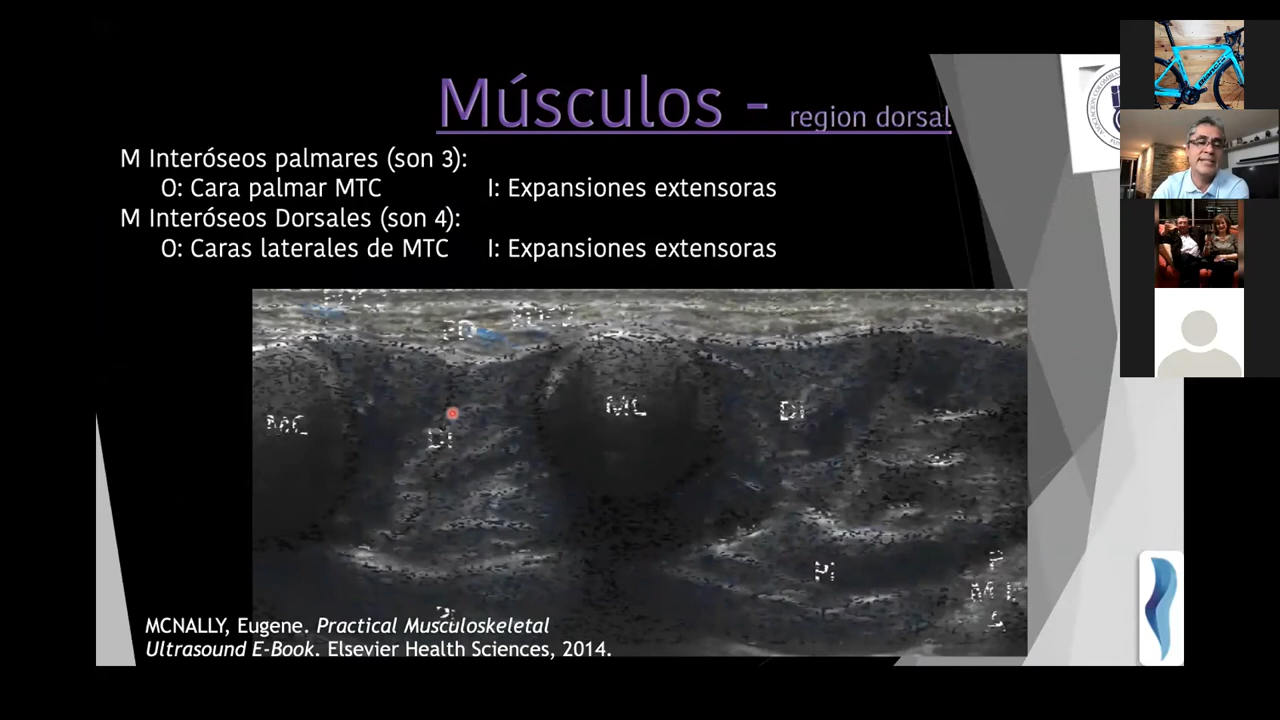 Músculos - region dorsal
M Interóseos palmares (son 3):
O: Cara palmar MTC I: Expansiones extensoras
M Interóseos Dorsales (son 4):
O: Caras laterales de MTC I: Expansiones extensoras
MC
DI
MC
DI
PI
MCNALLY, Eugene. Practical Musculoskeletal
Ultrasound E-Book. Elsevier Health Sciences, 2014.